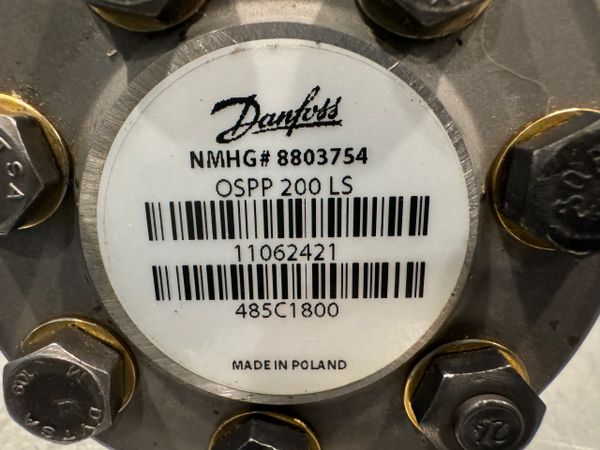 Danfoss
NMHG# 8803754
OSPP 200 LS
11062421
485C1800
MADE IN POLAND